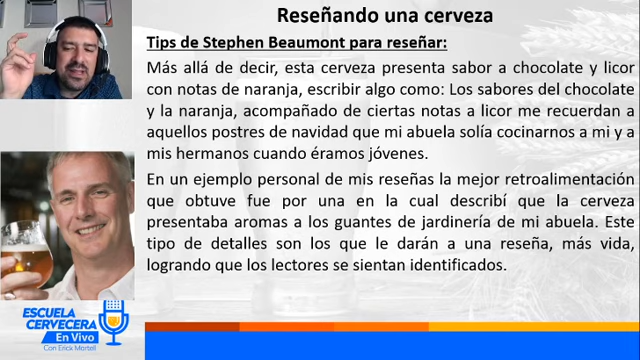 Reseñando una cerveza
Tips de Stephen Beaumont para reseñar:
Más allá de decir, esta cerveza presenta sabor a chocolate y licor
con notas de naranja, escribir algo como: Los sabores del chocolate
y la naranja, acompañado de ciertas notas a licor me recuerdan a
aquellos postres de navidad que mi abuela solía cocinarnos a mi y a
mis hermanos cuando éramos jóvenes.
En un ejemplo personal de mis reseñas la mejor retroalimentación
que obtuve fue por una en la cual describí que la cerveza
presentaba aromas a los guantes de jardinería de mi abuela. Este
tipo de detalles son los que le darán a una reseña, más vida,
logrando que los lectores se sientan identificados.
ESCUELA
CERVECERA
En Vivo
Con Erick Martell